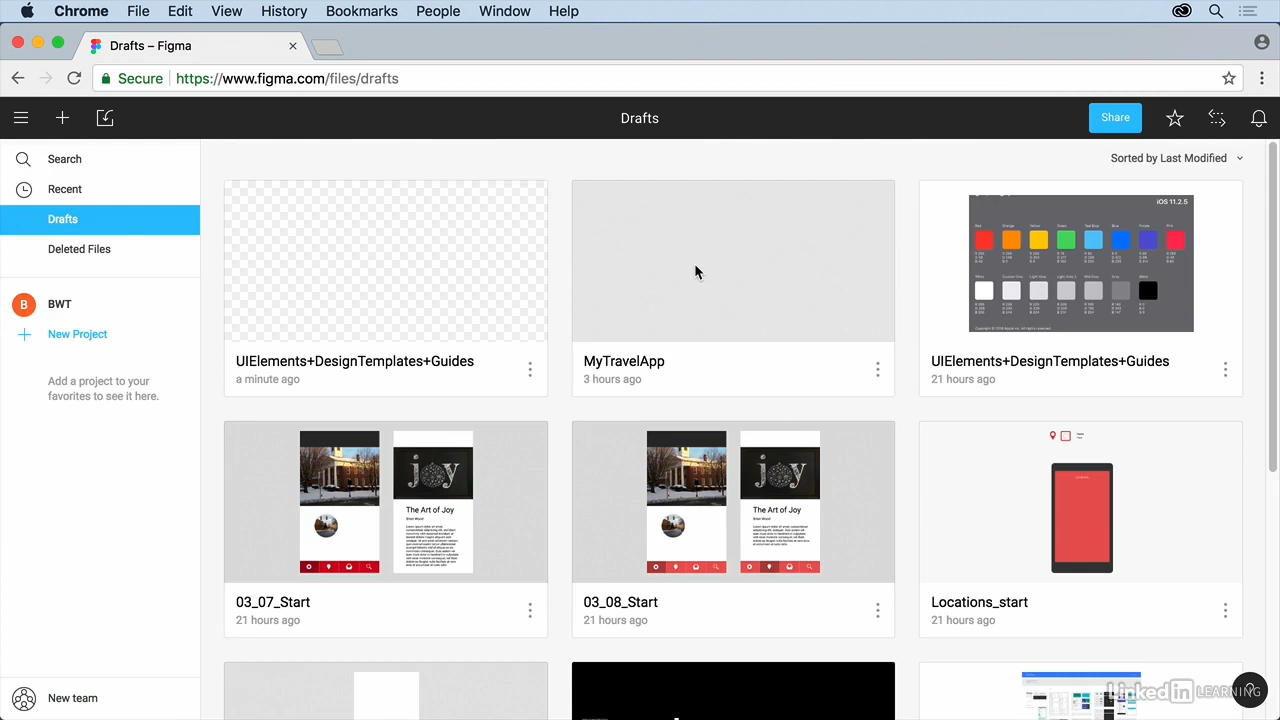 Chrome File Edit View History Bookmarks People Window Help
Drafts – Figma
Secure https://www.figma.com/files/drafts
Drafts
Share
Search
Sorted by Last Modified
Recent
Drafts
Deleted Files
BWT
New Project
Add a project to your
favorites to see it here.
New team
iOS 11.2.5
UIElements+DesignTemplates+Guides
a minute ago
MyTravelApp
3 hours ago
UIElements+DesignTemplates+Guides
21 hours ago
joy
The Art of Joy
joy
The Art of Joy
03_07_Start
21 hours ago
03_08_Start
21 hours ago
Locations_start
21 hours ago
LinkedIn LEARNING